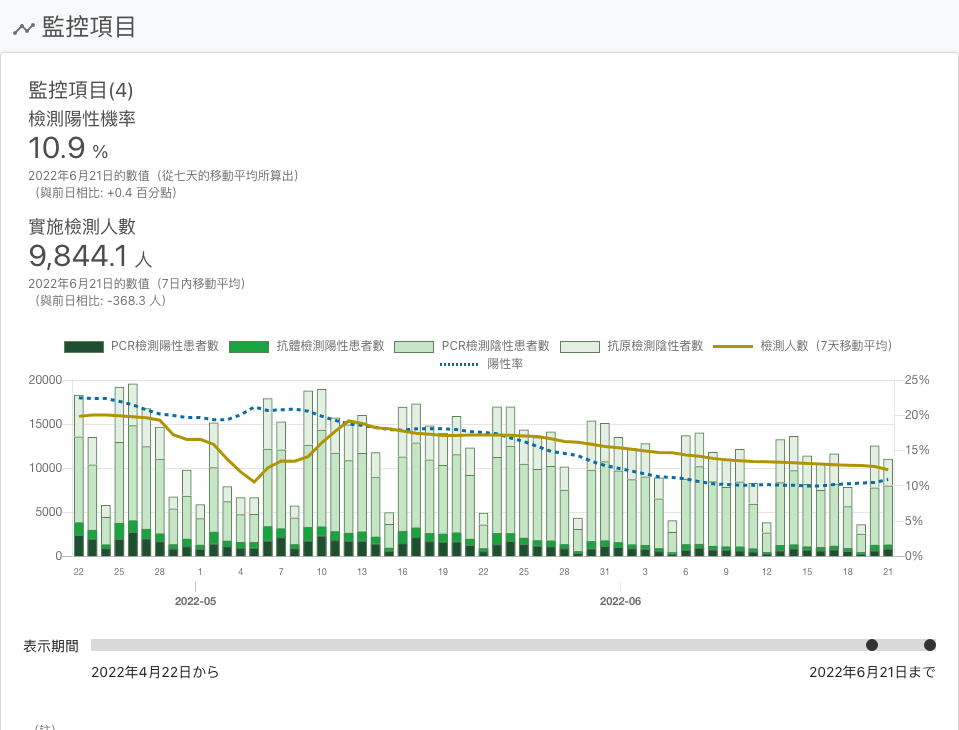 監控項目
監控項目(4)
檢測陽性機率
10.9 %
2022年6月21日的數值（從七天的移動平均所算出）
（與前日相比: +0.4 百分點）
實施檢測人數
9,844.1 人
2022年6月21日的數值（7日內移動平均）
（與前日相比: -368.3 人）
PCR檢測陽性患者數 抗體檢測陽性患者數 PCR檢測陰性患者數 抗原檢測陰性者數 檢測人數（7天移動平均）
陽性率
20000 25%
20%
15000
15%
10000
10%
5000
5%
0 0%
22 25 28 1 4 7 10 13 16 19 22 25 28 31 3 6 9 12 15 18 21
2022-05 2022-06
表示期間
2022年4月22日から 2022年6月21日まで